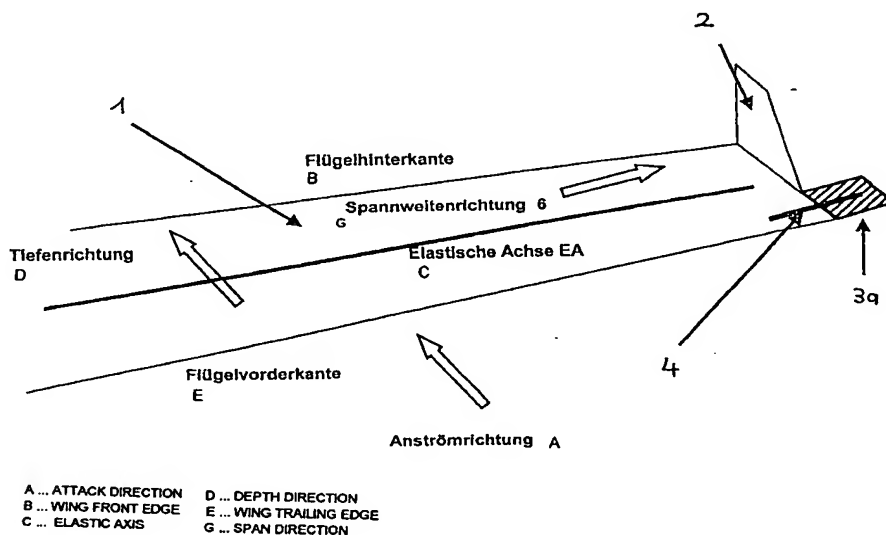 2
1
Flügelhinterkante
B
Spannweitenrichtung 6
G
Tiefenrichtung
D
Elastische Achse EA
C
3a
4
Flügelvorderkante
E
Anströmrichtung A
A ... ATTACK DIRECTION
B ... WING FRONT EDGE
C ... ELASTIC AXIS
D ... DEPTH DIRECTION
E ... WING TRAILING EDGE
G ... SPAN DIRECTION